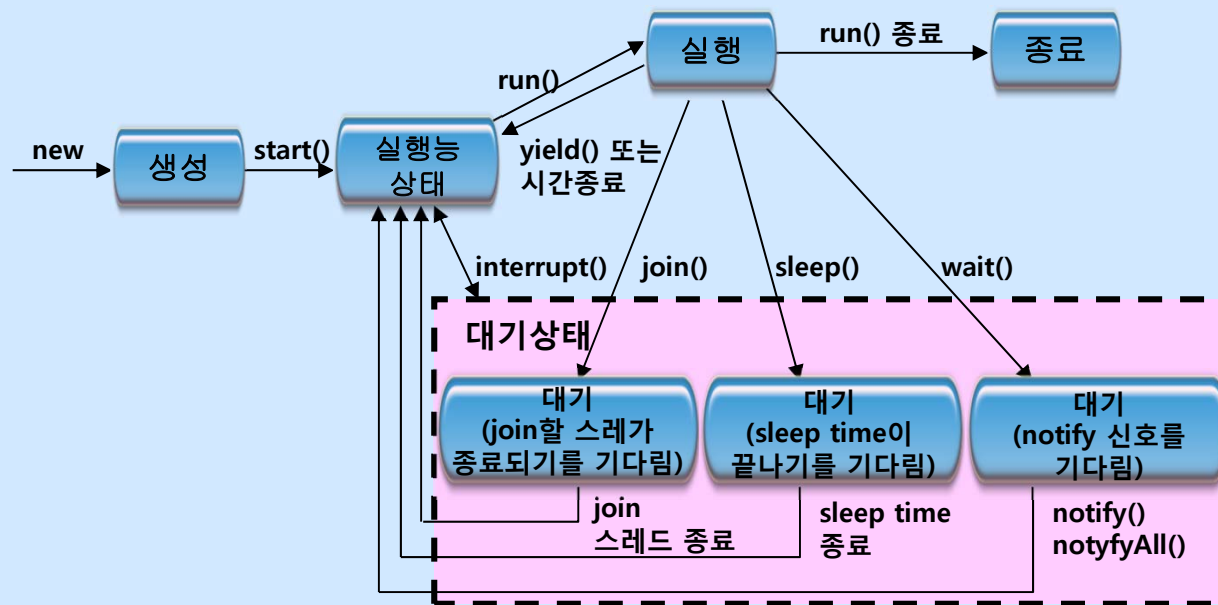 실행
run() 종료
종료
run()
new
생성
start()
실행능
상태
yield() 또는
시간종료
interrupt()
join()
sleep()
wait()
대기상태
대기
(join할 스레가
종료되기를 기다림)
대기
(sleep time이
끝나기를 기다림)
대기
(notify 신호를
기다림)
join
스레드 종료
sleep time
종료
notify()
notyfyAll()